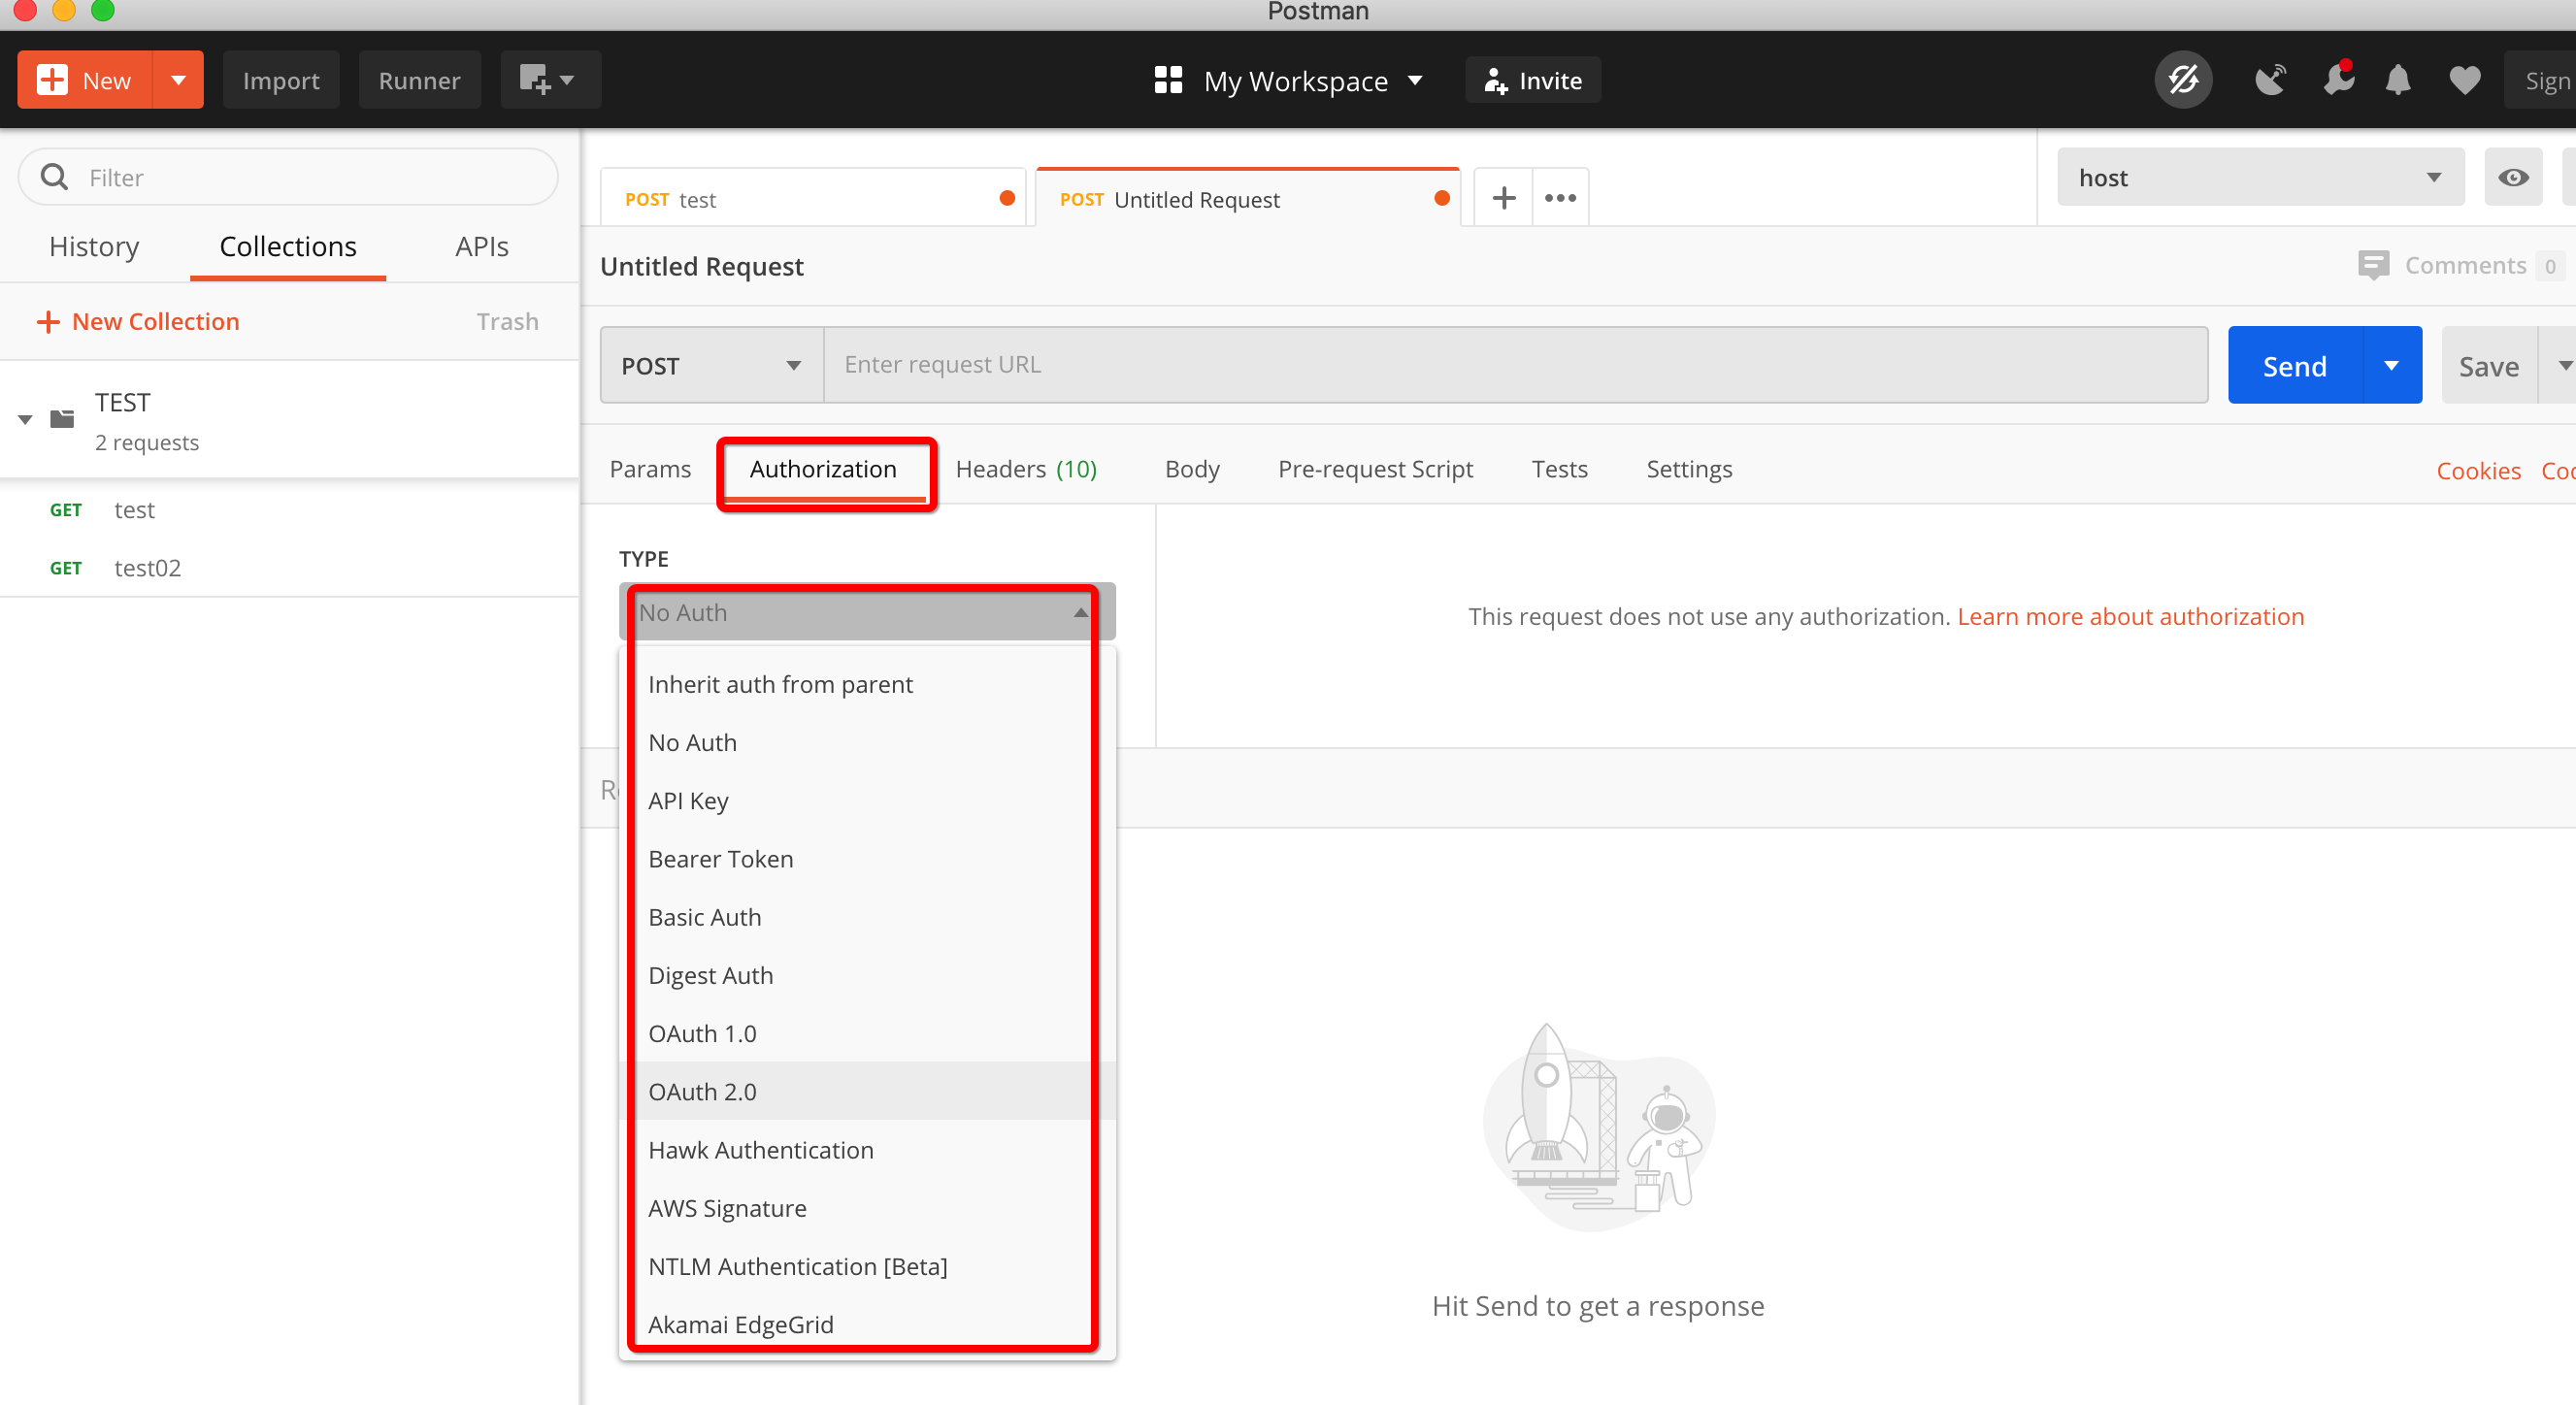 Postman
New
Import
Runner
My Workspace
Invite
Sign
Filter
History Collections APIs
New Collection
Trash
TEST
2 requests
GET test
GET test02
POST test
POST Untitled Request
host
Untitled Request
Comments 0
POST
Enter request URL
Send
Save
Params Authorization Headers (10) Body Pre-request Script Tests Settings
Cookies
TYPE
No Auth
This request does not use any authorization. Learn more about authorization
Inherit auth from parent
No Auth
API Key
Bearer Token
Basic Auth
Digest Auth
OAuth 1.0
OAuth 2.0
Hawk Authentication
AWS Signature
NTLM Authentication [Beta]
Akamai EdgeGrid
Hit Send to get a response